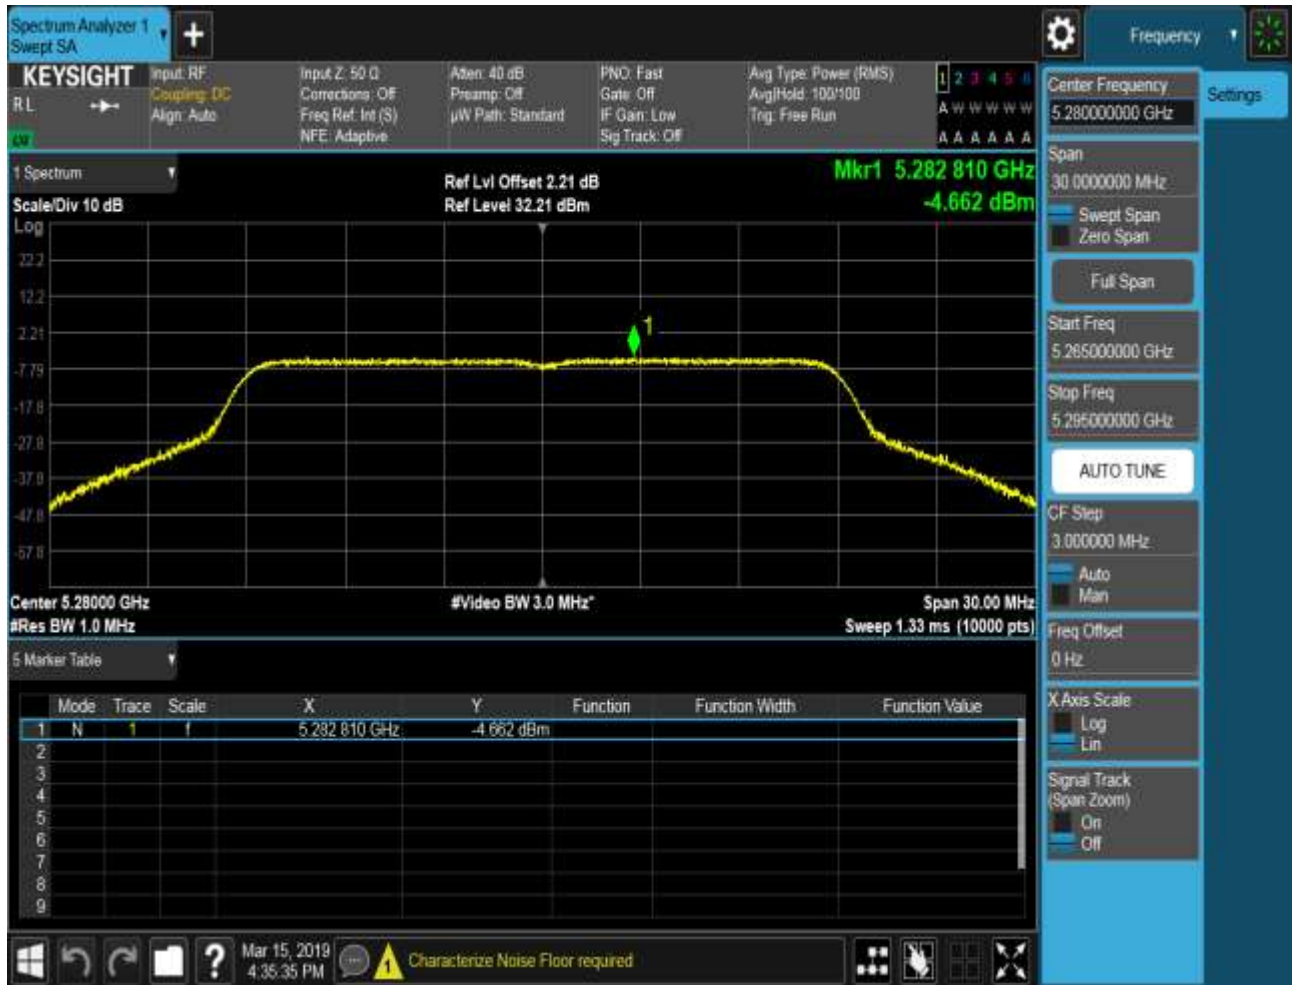 Spectrum Analyzer 1
Swept SA
Frequency
KEYSIGHT
R L
Input: RF
Coupling: DC
Align: Auto
Input Z: 50 Ω
Corrections: Off
Freq Ref: Int (S)
NFE: Adaptive
Atten: 40 dB
Preamp: Off
µW Path: Standard
PNO: Fast
Gate: Off
IF Gain: Low
Sig Track: Off
Avg Type: Power (RMS)
Avg|Hold: 100/100
Trig: Free Run
1 2 3 4 5 6
A W W W W W
A A A A A A
1 Spectrum
Scale/Div 10 dB
Ref Lvl Offset 2.21 dB
Ref Level 32.21 dBm
Mkr1 5.282 810 GHz
-4.662 dBm
Log
22.2
12.2
2.21
-7.79
-17.8
-27.8
-37.8
-47.8
-57.8
1
Center 5.28000 GHz
#Res BW 1.0 MHz
#Video BW 3.0 MHz*
Span 30.00 MHz
Sweep 1.33 ms (10000 pts)
5 Marker Table
Mode Trace Scale X Y Function Function Width Function Value
1 N 1 f 5.282 810 GHz -4.662 dBm
2
3
4
5
6
7
8
9
Mar 15, 2019
4:35:35 PM
Characterize Noise Floor required
Center Frequency
5.280000000 GHz
Settings
Span
30.0000000 MHz
Swept Span
Zero Span
Full Span
Start Freq
5.265000000 GHz
Stop Freq
5.295000000 GHz
AUTO TUNE
CF Step
3.000000 MHz
Auto
Man
Freq Offset
0 Hz
X Axis Scale
Log
Lin
Signal Track
(Span Zoom)
On
Off